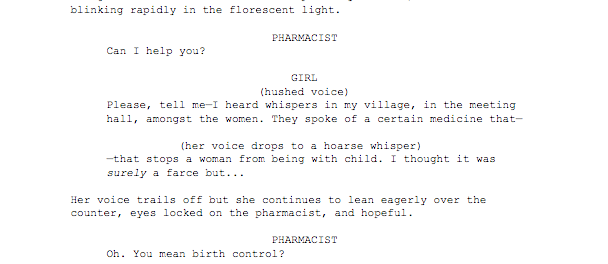 blinking rapidly in the florescent light.
PHARMACIST
Can I help you?
GIRL
(hushed voice)
Please, tell me—I heard whispers in my village, in the meeting
hall, amongst the women. They spoke of a certain medicine that—
(her voice drops to a hoarse whisper)
—that stops a woman from being with child. I thought it was
surely a farce but...
Her voice trails off but she continues to lean eagerly over the
counter, eyes locked on the pharmacist, and hopeful.
PHARMACIST
Oh. You mean birth control?